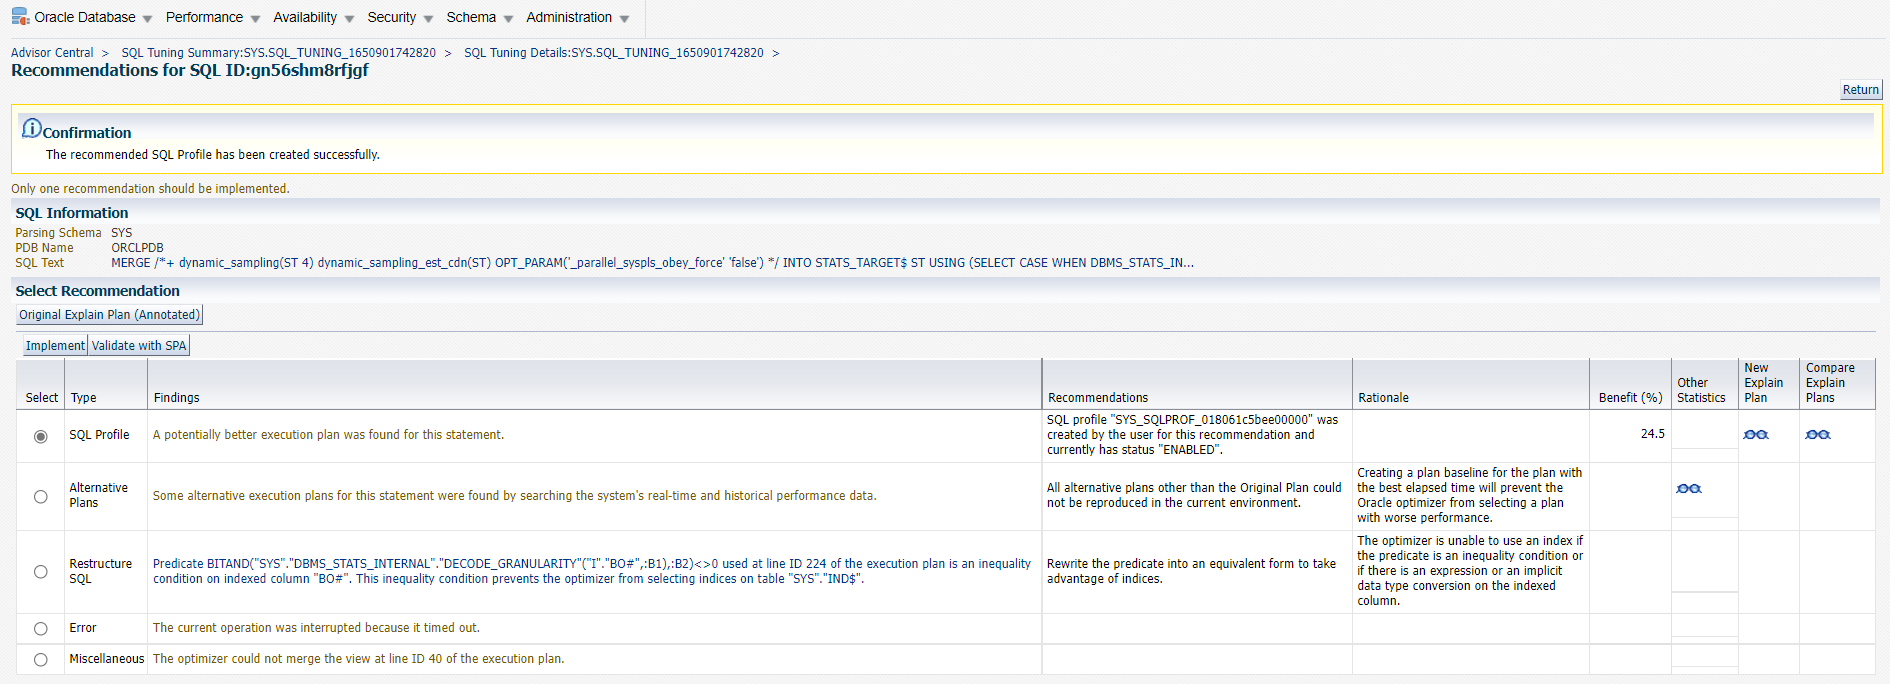 Oracle Database Performance Availability Security Schema Administration
Advisor Central > SQL Tuning Summary:SYS.SQL_TUNING_1650901742820 > SQL Tuning Details:SYS.SQL_TUNING_1650901742820 >
Recommendations for SQL ID:gn56shm8rfjgf
Return
Confirmation
The recommended SQL Profile has been created successfully.
Only one recommendation should be implemented.
SQL Information
Parsing Schema SYS
PDB Name ORCLPDB
SQL Text MERGE /*+ dynamic_sampling(ST 4) dynamic_sampling_est_cdn(ST) OPT_PARAM('_parallel_syspls_obey_force' 'false') */ INTO STATS_TARGET$ ST USING (SELECT CASE WHEN DBMS_STATS_IN...
Select Recommendation
Original Explain Plan (Annotated)
Implement Validate with SPA
Select Type Findings Recommendations Rationale Benefit (%)
Other
Statistics
New
Explain
Plan
Compare
Explain
Plans
SQL Profile
A potentially better execution plan was found for this statement.
SQL profile "SYS_SQLPROF_018061c5bee00000" was
created by the user for this recommendation and
currently has status "ENABLED".
24.5
Alternative
Plans
Some alternative execution plans for this statement were found by searching the system's real-time and historical performance data.
All alternative plans other than the Original Plan could
not be reproduced in the current environment.
Creating a plan baseline for the plan with
the best elapsed time will prevent the
Oracle optimizer from selecting a plan
with worse performance.
Restructure
SQL
Predicate BITAND("SYS"."DBMS_STATS_INTERNAL"."DECODE_GRANULARITY"("I"."BO#",:B1),:B2)<>0 used at line ID 224 of the execution plan is an inequality
condition on indexed column "BO#". This inequality condition prevents the optimizer from selecting indices on table "SYS"."IND$".
Rewrite the predicate into an equivalent form to take
advantage of indices.
The optimizer is unable to use an index if
the predicate is an inequality condition or
if there is an expression or an implicit
data type conversion on the indexed
column.
Error
The current operation was interrupted because it timed out.
Miscellaneous
The optimizer could not merge the view at line ID 40 of the execution plan.